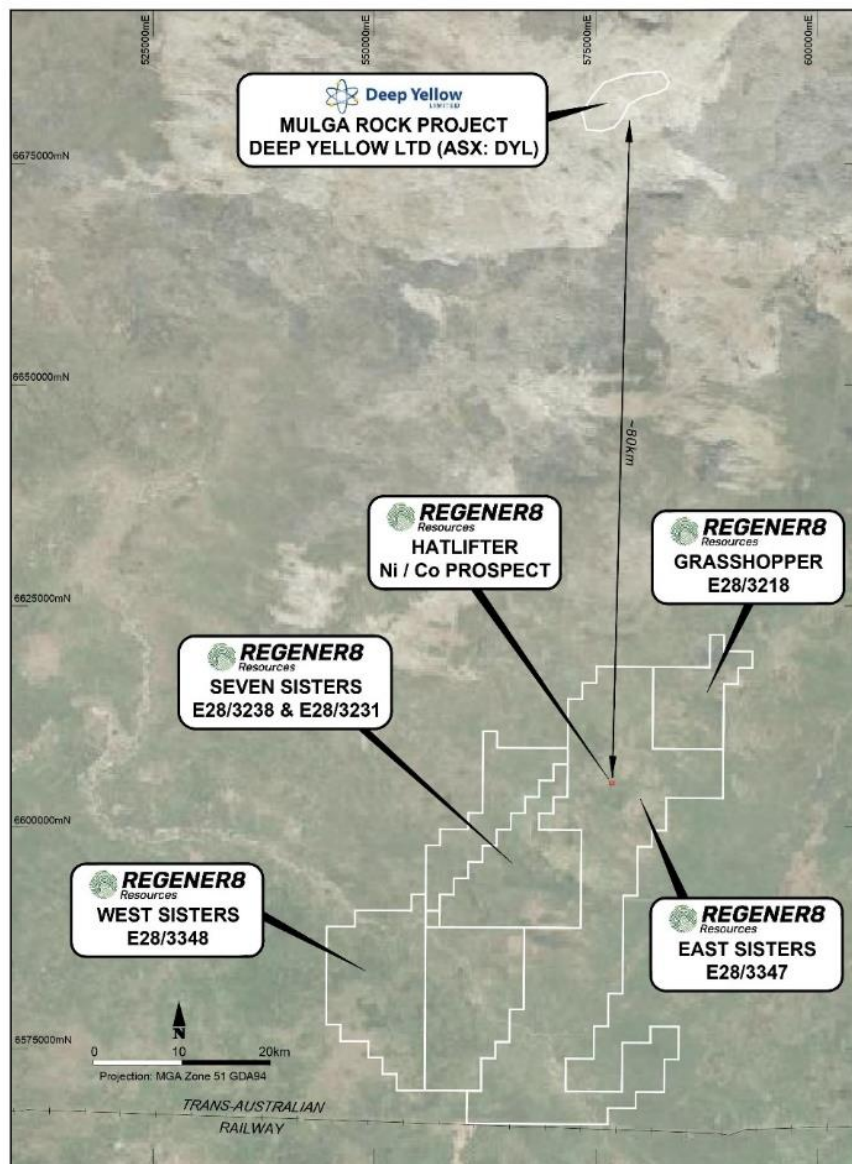 525000mE
550000mE
575000mE
600000mE
Deep Yellow
LIMITED
MULGA ROCK PROJECT
DEEP YELLOW LTD (ASX: DYL)
6675000mN
6650000mN
~80km
REGENER8
Resources
HATLIFTER
Ni / Co PROSPECT
REGENER8
Resources
GRASSHOPPER
E28/3218
6625000mN
REGENER8
Resources
SEVEN SISTERS
E28/3238 & E28/3231
6600000mN
REGENER8
Resources
WEST SISTERS
E28/3348
REGENER8
Resources
EAST SISTERS
E28/3347
6575000mN
N
0 10 20km
Projection: MGA Zone 51 GDA94
TRANS-AUSTRALIAN
RAILWAY